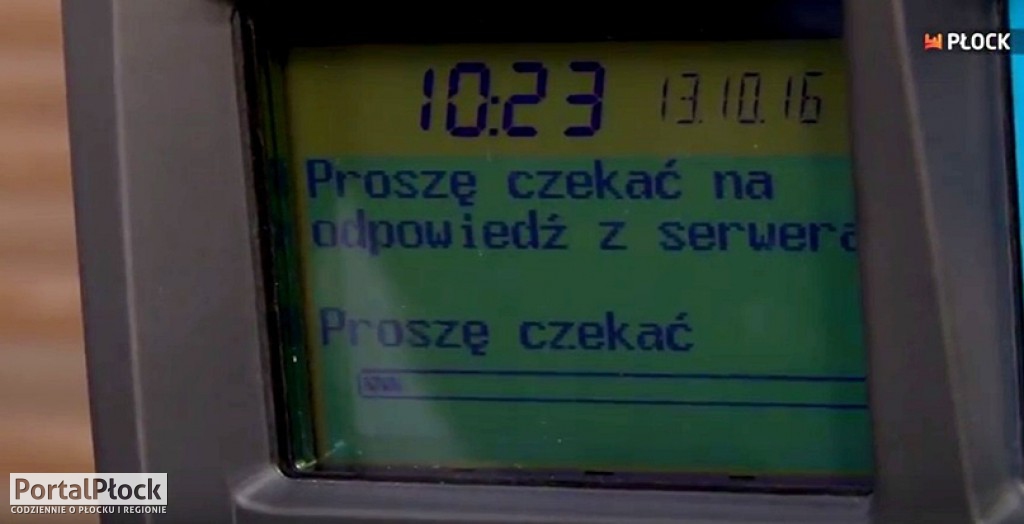 PŁOCK
10:23 13.10.16
Proszę czekać na
odpowiedź z serwera
Proszę czekać
PortalPłock
CODZIENNIE O PŁOCKU I REGIONIE